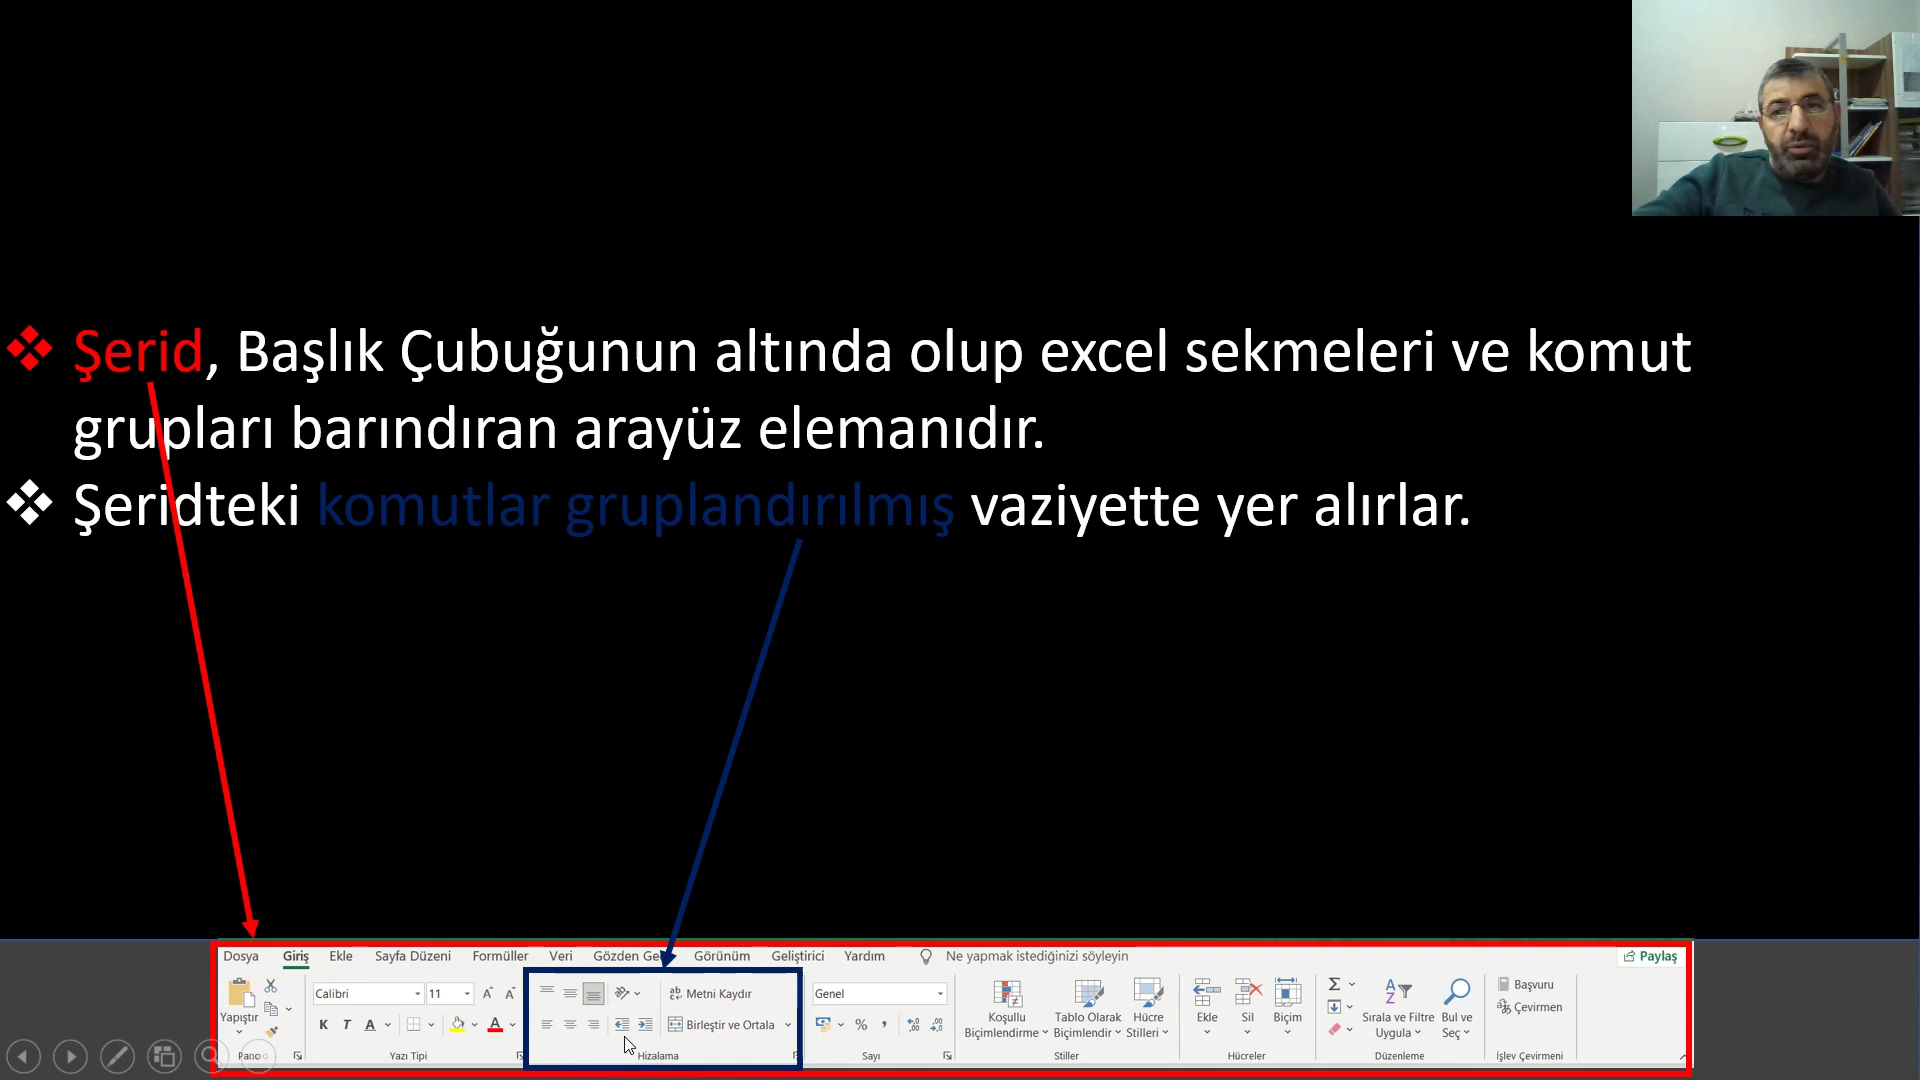 Şerid, Başlık Çubuğunun altında olup excel sekmeleri ve komut
grupları barındıran arayüz elemanıdır.
Şeridteki komutlar gruplandırılmış vaziyette yer alırlar.
Dosya Giriş Ekle Sayfa Düzeni Formüller Veri Gözden Ge Görünüm Geliştirici Yardım Ne yapmak istediğinizi söyleyin Paylaş
Calibri 11 Metni Kaydır Genel Başvuru
Yapıştır Koşullu Tablo Olarak Hücre Ekle Sil Biçim Sırala ve Filtre Bul ve Çevirmen
K T A A Birleştir ve Ortala % Biçimlendirme Biçimlendir Stilleri Uygula Seç
Pano Yazı Tipi Hizalama Sayı Stiller Hücreler Düzenleme İşlev Çevirmeni